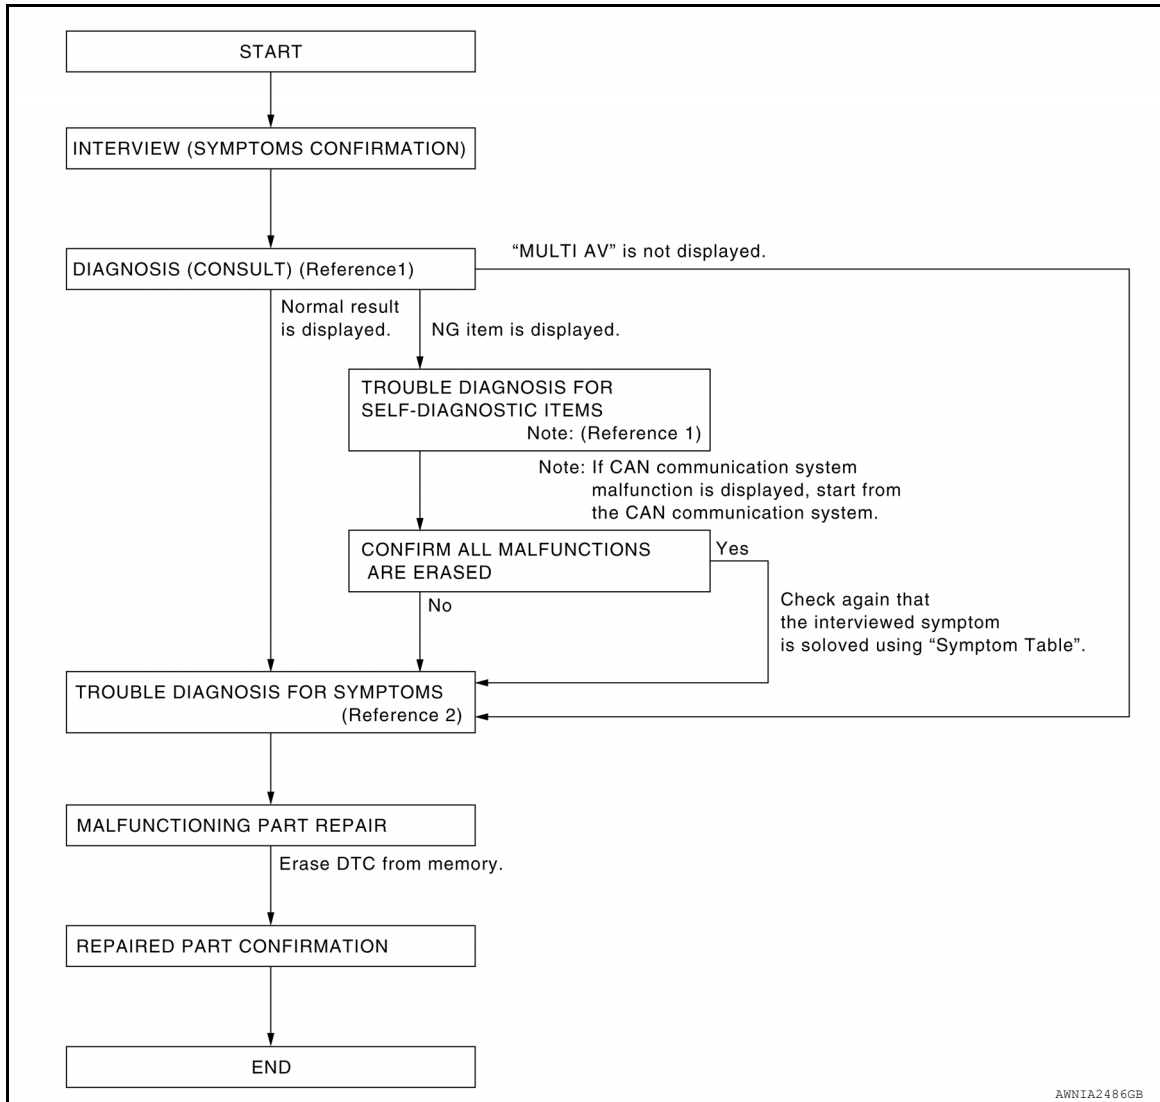 START
INTERVIEW (SYMPTOMS CONFIRMATION)
DIAGNOSIS (CONSULT) (Reference1)
“MULTI AV” is not displayed.
Normal result
is displayed.
NG item is displayed.
TROUBLE DIAGNOSIS FOR
SELF-DIAGNOSTIC ITEMS
Note: (Reference 1)
Note: If CAN communication system
malfunction is displayed, start from
the CAN communication system.
CONFIRM ALL MALFUNCTIONS
ARE ERASED
Yes
No
Check again that
the interviewed symptom
is soloved using “Symptom Table”.
TROUBLE DIAGNOSIS FOR SYMPTOMS
(Reference 2)
MALFUNCTIONING PART REPAIR
Erase DTC from memory.
REPAIRED PART CONFIRMATION
END
AWNIA2486GB